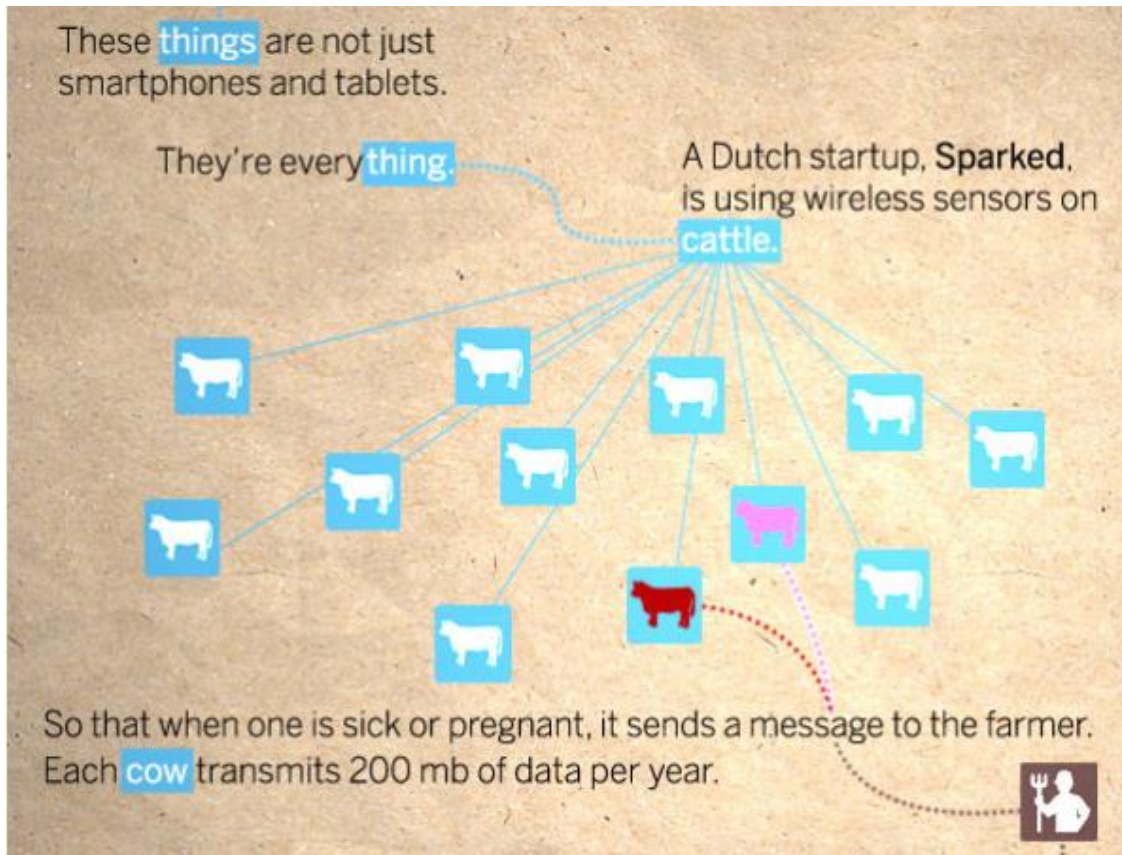 These things are not just
smartphones and tablets.
They're everything.
A Dutch startup, Sparked,
is using wireless sensors on
cattle.
So that when one is sick or pregnant, it sends a message to the farmer.
Each cow transmits 200 mb of data per year.